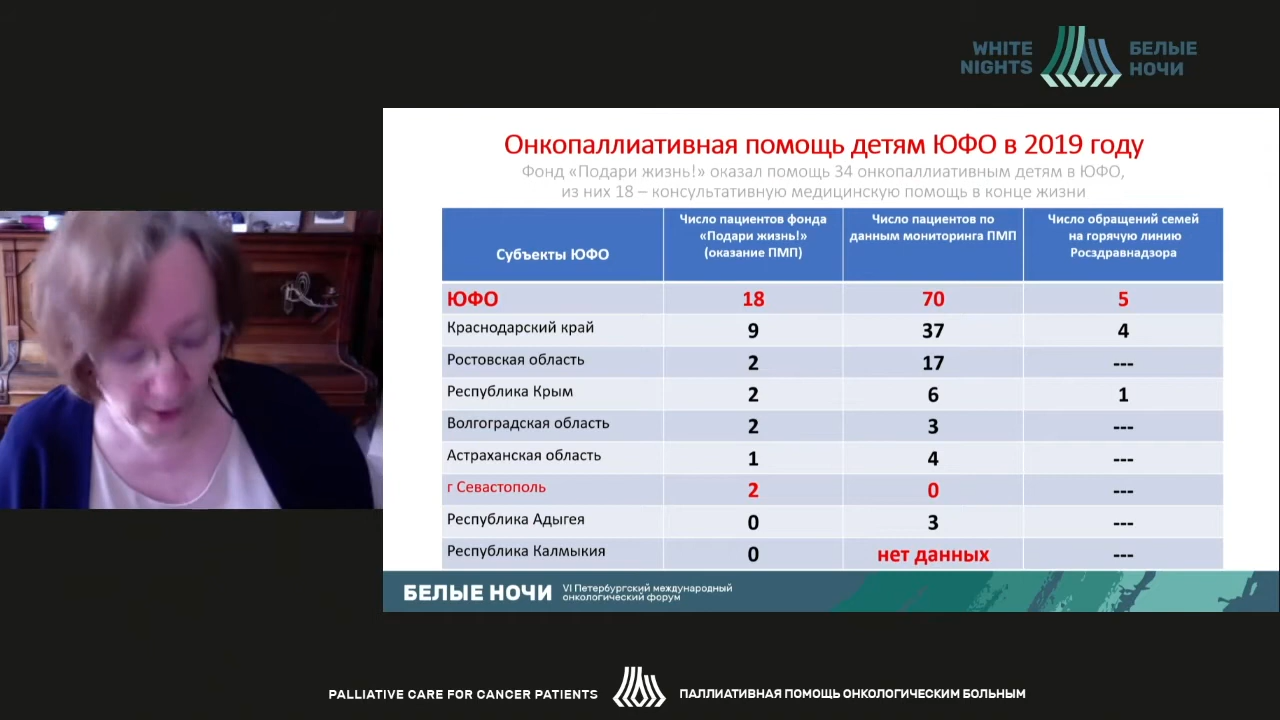 WHITE
NIGHTS
БЕЛЫЕ
НОЧИ
Онкопаллиативная помощь детям ЮФО в 2019 году
Фонд «Подари жизнь!» оказал помощь 34 онкопаллиативным детям в ЮФО,
из них 18 – консультативную медицинскую помощь в конце жизни
Субъекты ЮФО
Число пациентов фонда
«Подари жизнь!»
(оказание ПМП)
Число пациентов по
данным мониторинга ПМП
Число обращений семей
на горячую линию
Росздравнадзора
ЮФО 18 70 5
Краснодарский край 9 37 4
Ростовская область 2 17 ---
Республика Крым 2 6 1
Волгоградская область 2 3 ---
Астраханская область 1 4 ---
г Севастополь 2 0 ---
Республика Адыгея 0 3 ---
Республика Калмыкия 0 нет данных ---
БЕЛЫЕ НОЧИ
VI Петербургский международный
онкологический форум
PALLIATIVE CARE FOR CANCER PATIENTS
ПАЛЛИАТИВНАЯ ПОМОЩЬ ОНКОЛОГИЧЕСКИМ БОЛЬНЫМ